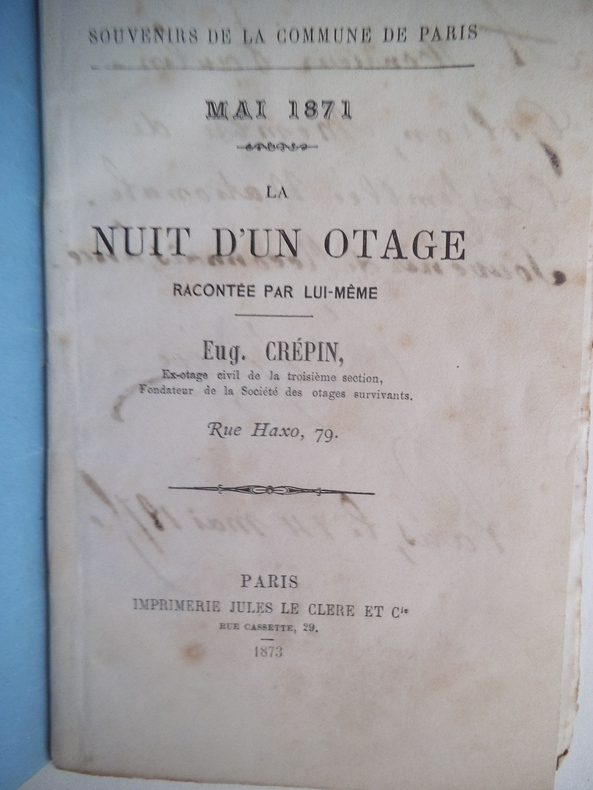 SOUVENIRS DE LA COMMUNE DE PARIS
MAI 1871
LA
NUIT D'UN OTAGE
RACONTÉE PAR LUI-MÊME
Eug. CRÉPIN,
Ex-otage civil de la troisième section,
Fondateur de la Société des otages survivants.
Rue Haxo, 79.
PARIS
IMPRIMERIE JULES LE CLERE ET Cie
RUE CASSETTE, 29.
1873